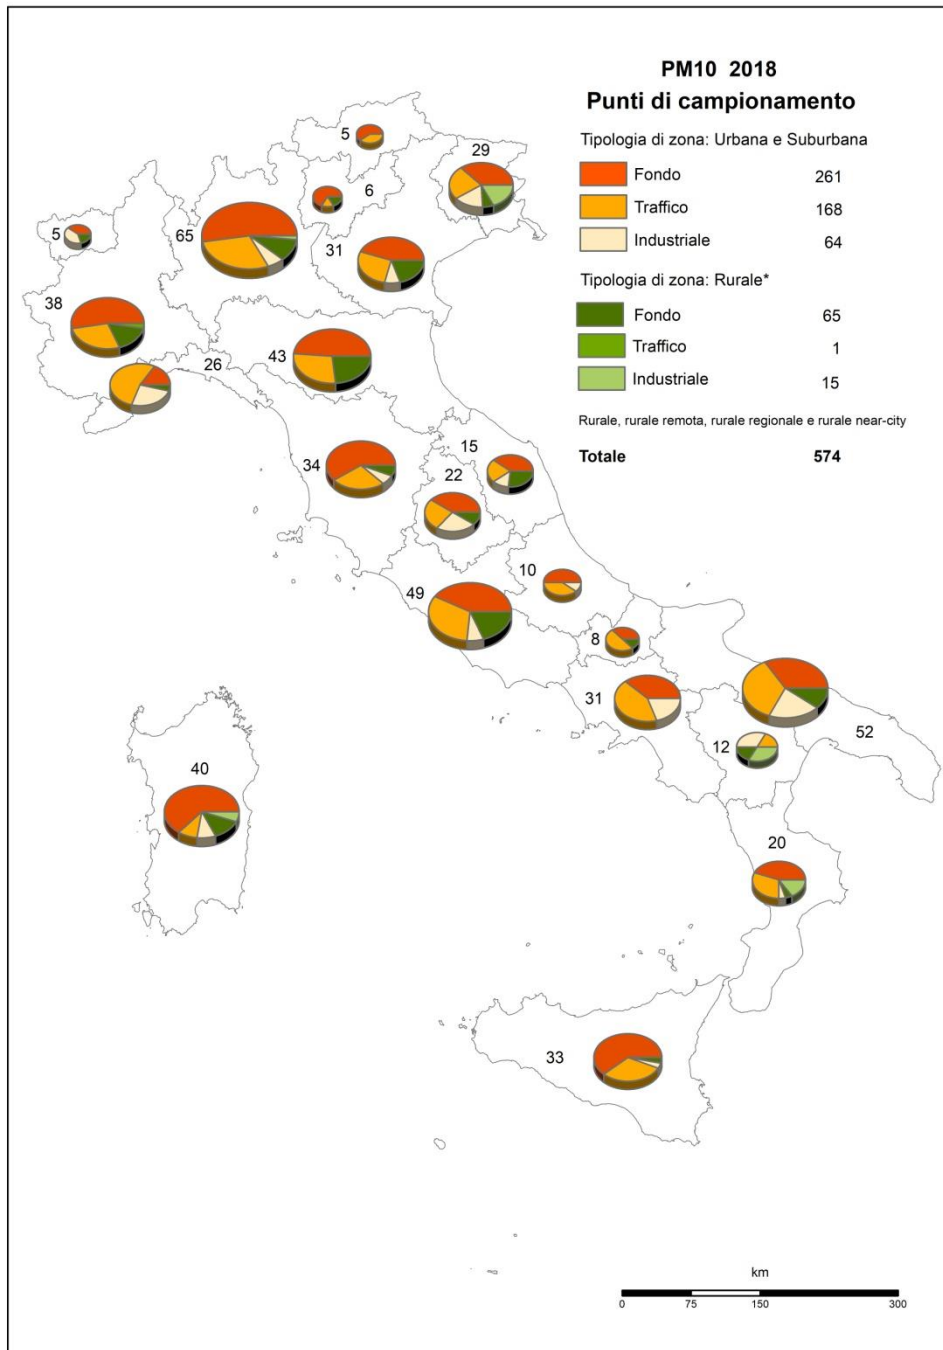 PM10 2018
Punti di campionamento
Tipologia di zona: Urbana e Suburbana
Fondo 261
Traffico 168
Industriale 64
Tipologia di zona: Rurale*
Fondo 65
Traffico 1
Industriale 15
Rurale, rurale remota, rurale regionale e rurale near-city
Totale 574
5
29
6
5
65
31
38
43
26
15
34
22
10
49
8
31
52
12
40
20
33
km
0 75 150 300